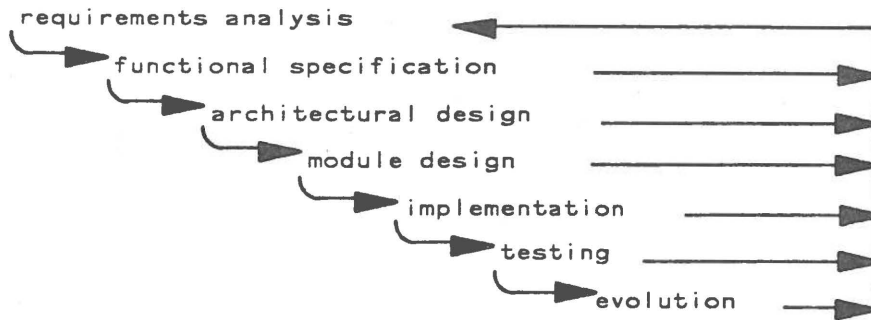 requirements analysis
functional specification
architectural design
module design
implementation
testing
evolution